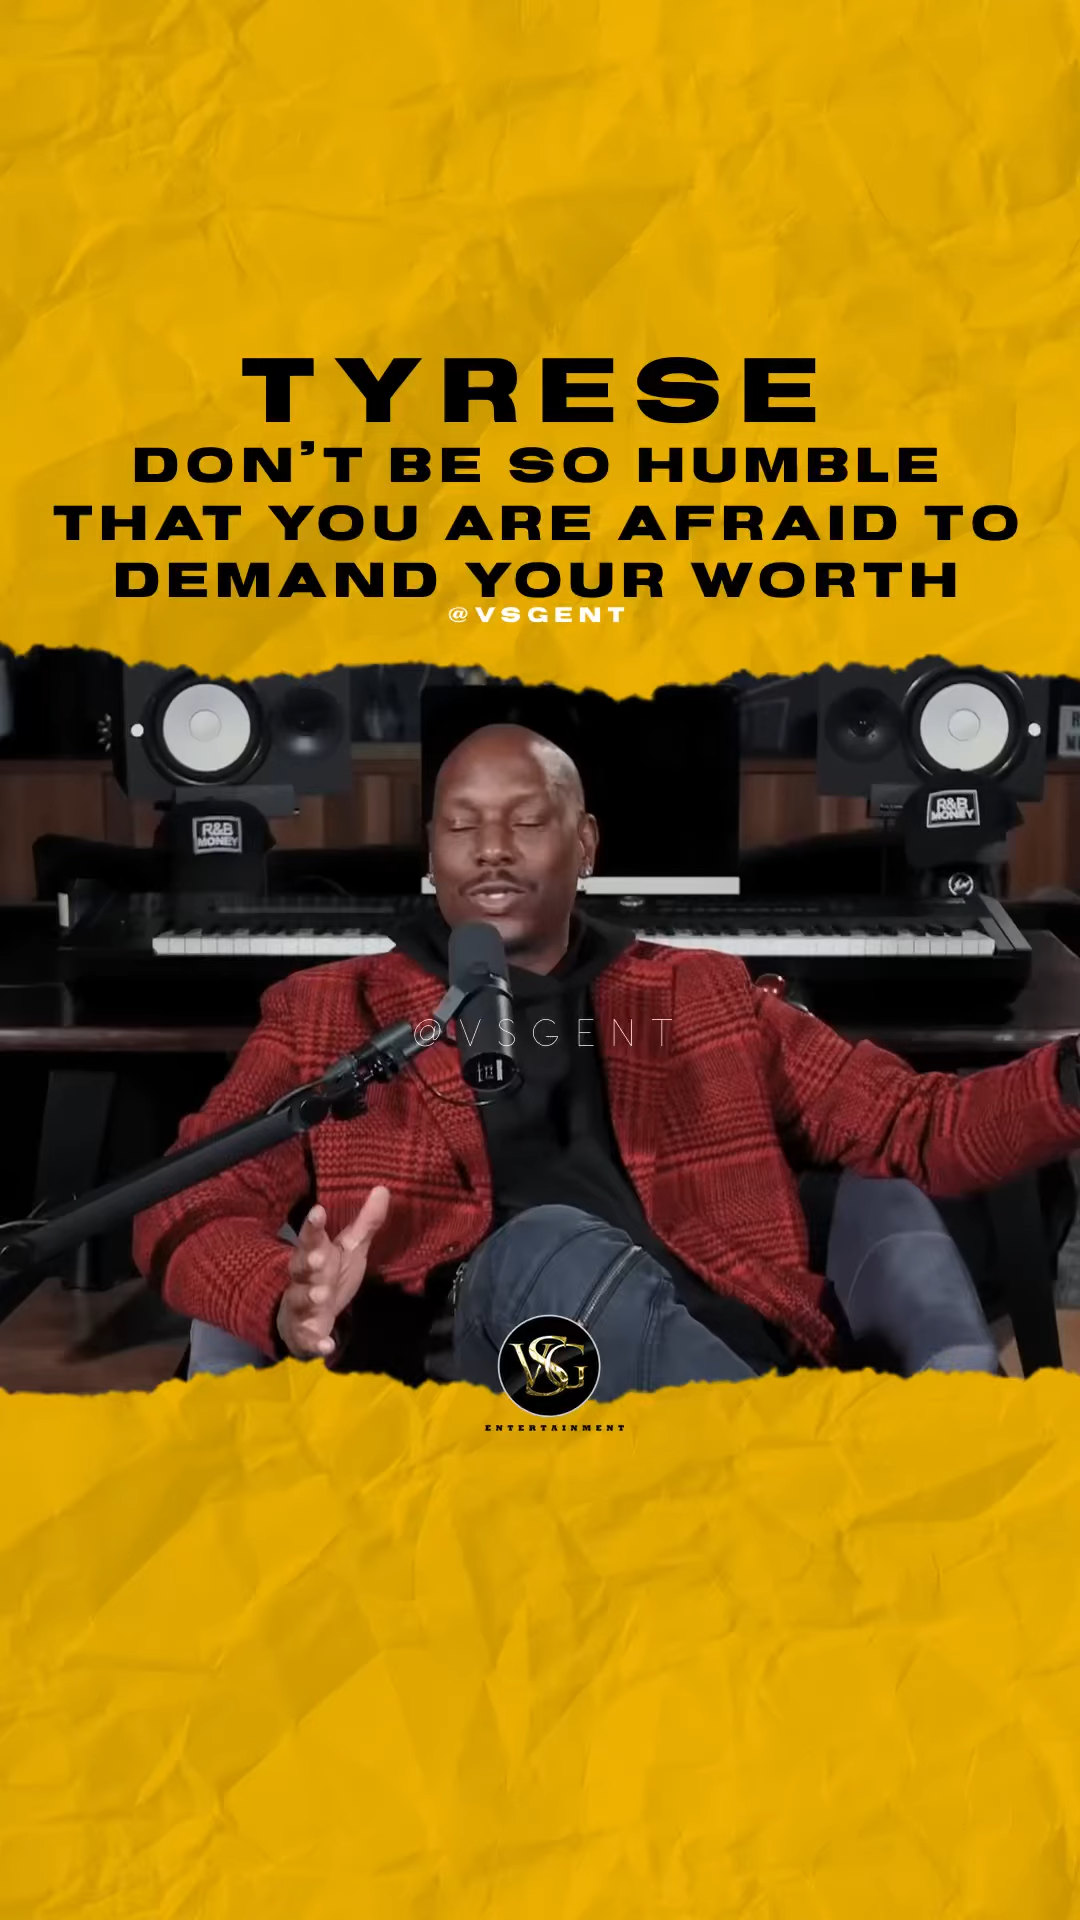 TYRESE
DON'T BE SO HUMBLE
THAT YOU ARE AFRAID TO
DEMAND YOUR WORTH
@VSGENT
R&B
MONEY
R&B
MONEY
@VSGENT
VSG
ENTERTAINMENT